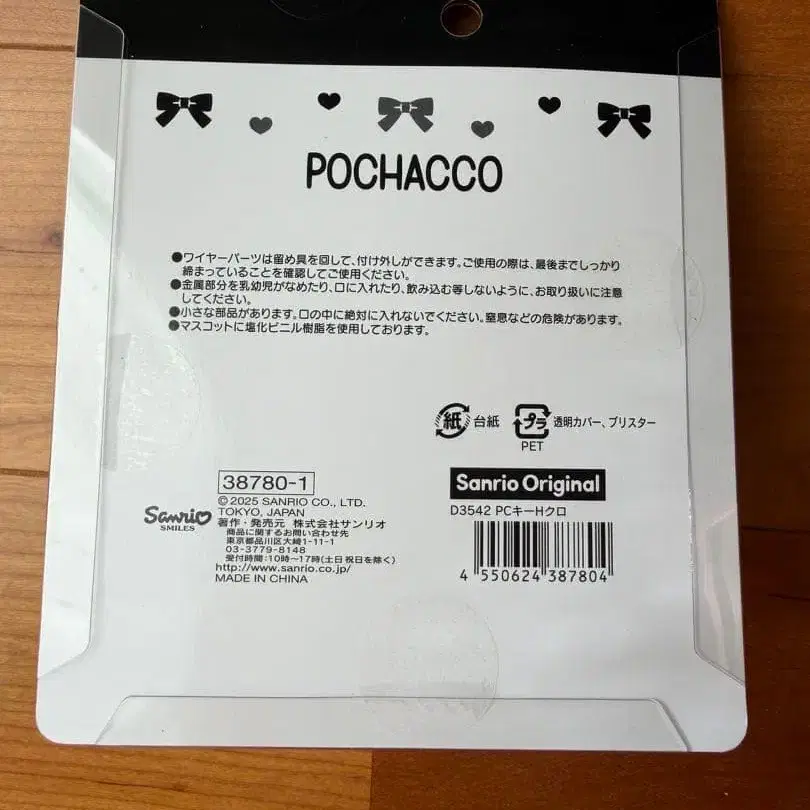 POCHACCO
●ワイヤーパーツは留め具を回して、付け外しができます。ご使用の際は、最後までしっかり
締まっていることを確認してご使用ください。
●金属部分を乳幼児がなめたり、口に入れたり、飲み込む等しないように、お取り扱いに注意
してください。
●小さな部品があります。口の中に絶対に入れないでください。窒息などの危険があります。
●マスコットに塩化ビニル樹脂を使用しております。
紙 台紙 プラ 透明カバー、ブリスター
PET
38780-1
© 2025 SANRIO CO., LTD.
TOKYO, JAPAN
Sanrio
SMILES
著作・発売元 株式会社サンリオ
商品に関するお問い合わせ先
東京都品川区大崎1-11-1
03-3779-8148
受付時間:10時〜17時(土日祝日を除く)
http://www.sanrio.co.jp/
MADE IN CHINA
Sanrio Original
D3542 PCキーHクロ
4 550624 387804